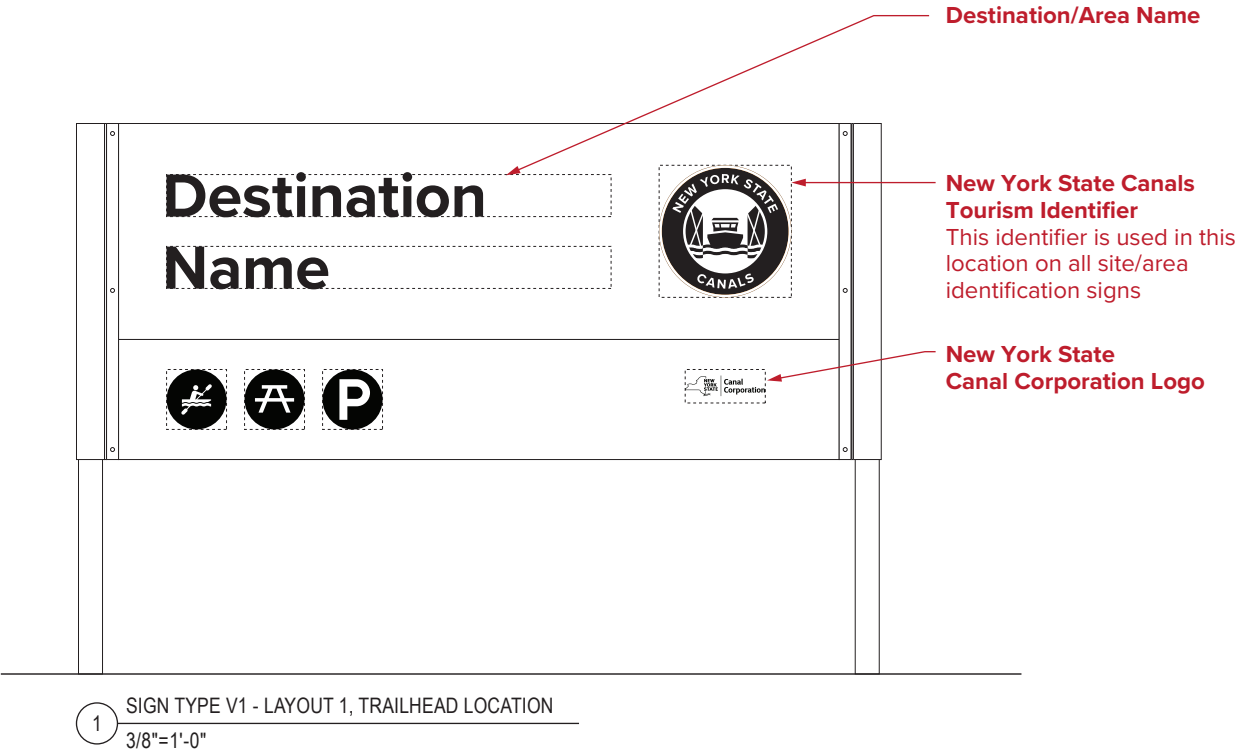 Destination/Area Name
Destination
Name
NEW YORK STATE
CANALS
New York State Canals
Tourism Identifier
This identifier is used in this
location on all site/area
identification signs
New York State
Canal Corporation Logo
P
NEW
YORK
STATE
Canal
Corporation
1
SIGN TYPE V1 - LAYOUT 1, TRAILHEAD LOCATION
3/8"=1'-0"